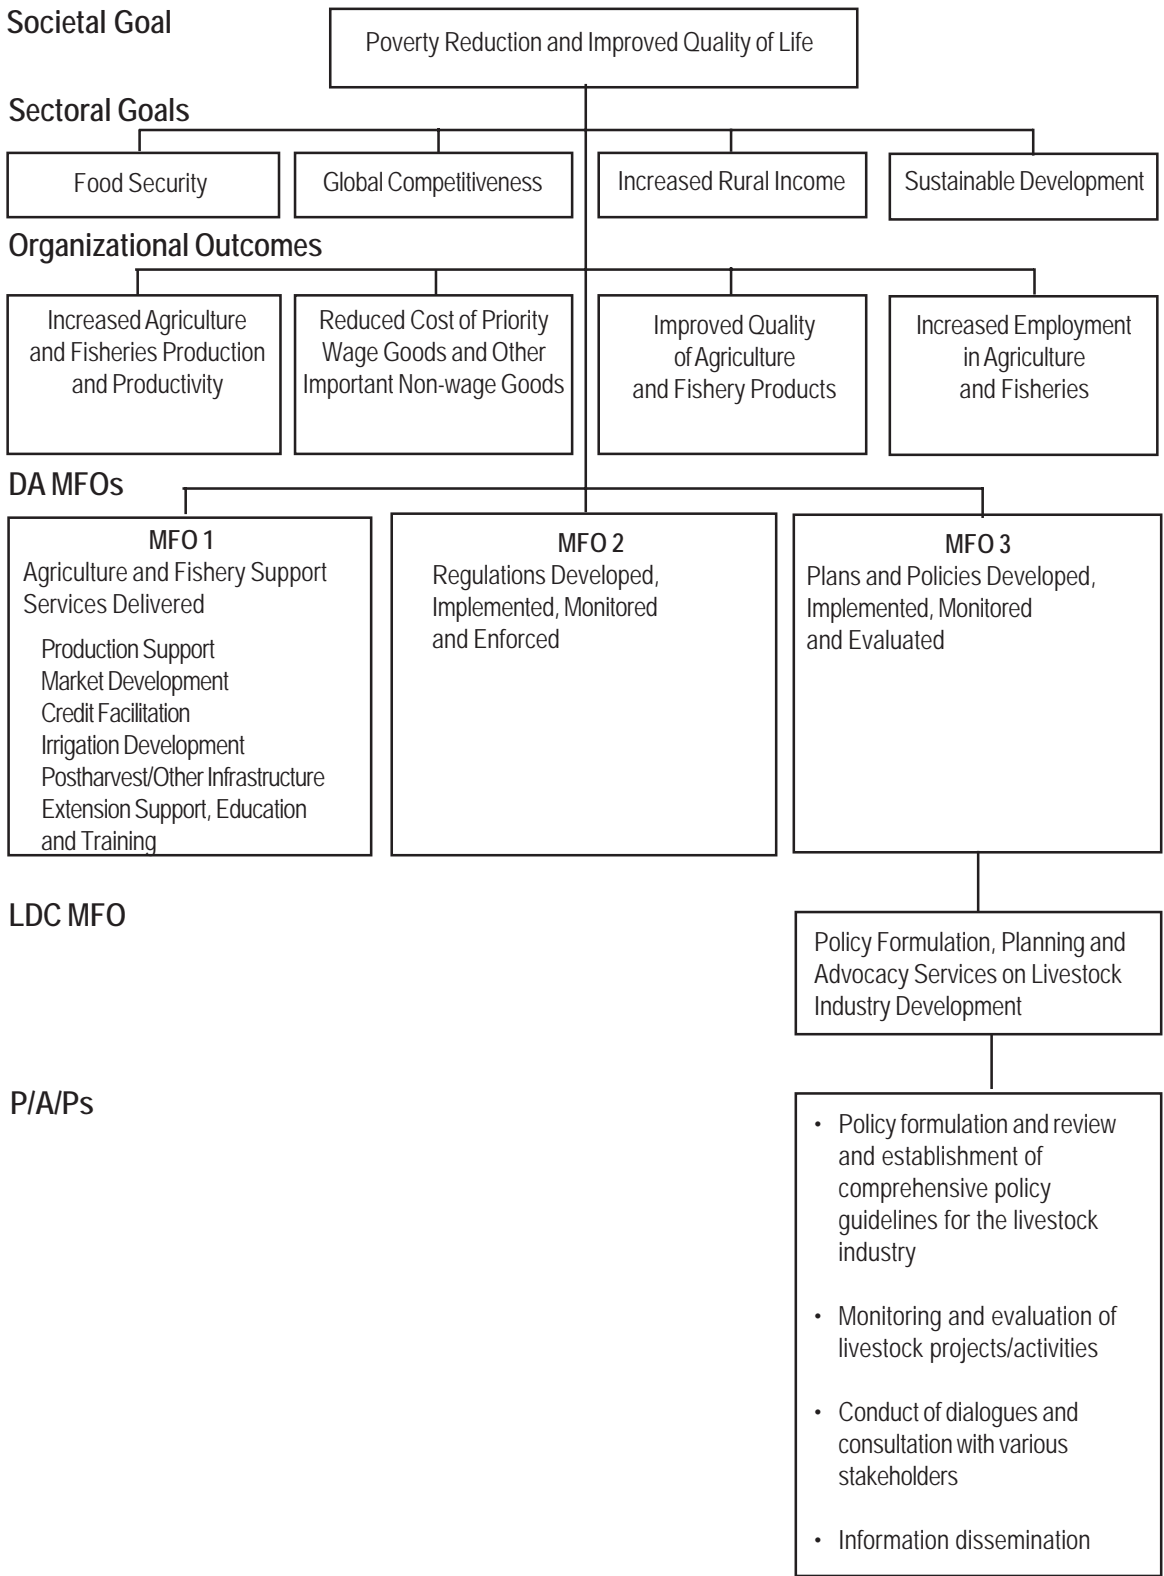 Societal Goal
Poverty Reduction and Improved Quality of Life
Sectoral Goals
Food Security
Global Competitiveness
Increased Rural Income
Sustainable Development
Organizational Outcomes
Increased Agriculture
and Fisheries Production
and Productivity
Reduced Cost of Priority
Wage Goods and Other
Important Non-wage Goods
Improved Quality
of Agriculture
and Fishery Products
Increased Employment
in Agriculture
and Fisheries
DA MFOs
MFO 1
Agriculture and Fishery Support
Services Delivered
Production Support
Market Development
Credit Facilitation
Irrigation Development
Postharvest/Other Infrastructure
Extension Support, Education
and Training
MFO 2
Regulations Developed,
Implemented, Monitored
and Enforced
MFO 3
Plans and Policies Developed,
Implemented, Monitored
and Evaluated
LDC MFO
Policy Formulation, Planning and
Advocacy Services on Livestock
Industry Development
P/A/Ps
• Policy formulation and review
and establishment of
comprehensive policy
guidelines for the livestock
industry
• Monitoring and evaluation of
livestock projects/activities
• Conduct of dialogues and
consultation with various
stakeholders
• Information dissemination